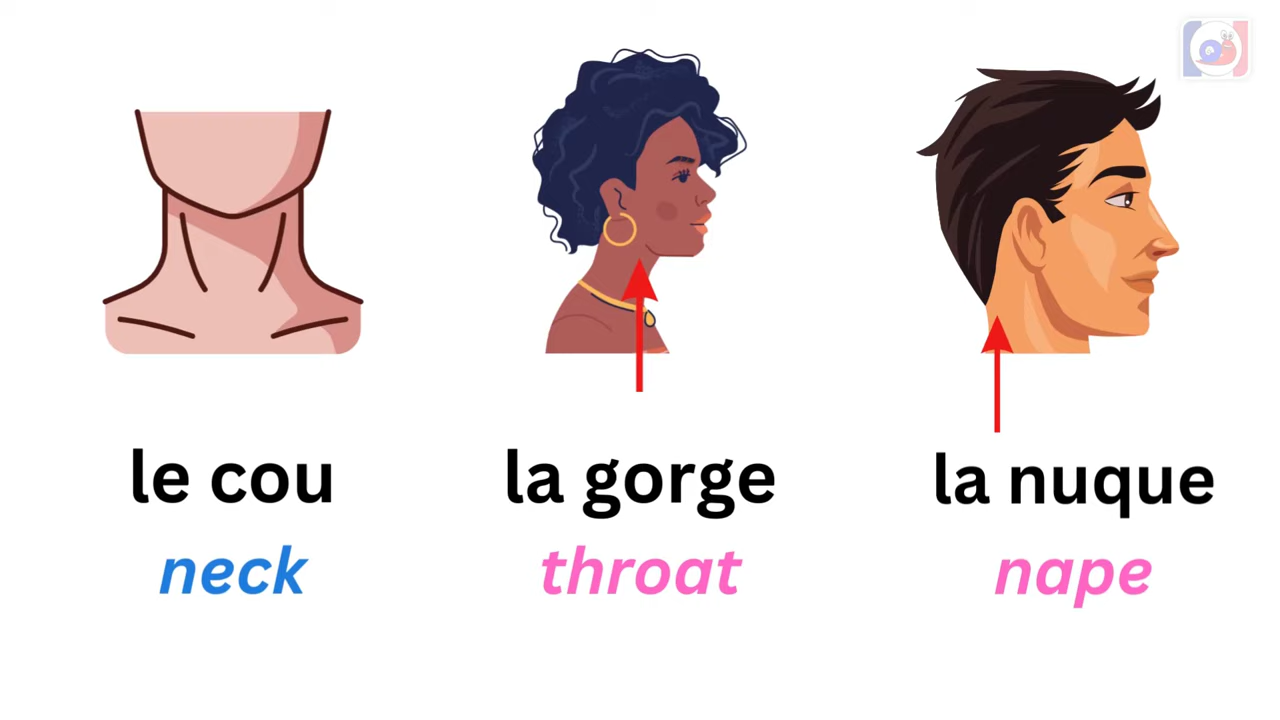 le cou
neck
la gorge
throat
la nuque
nape